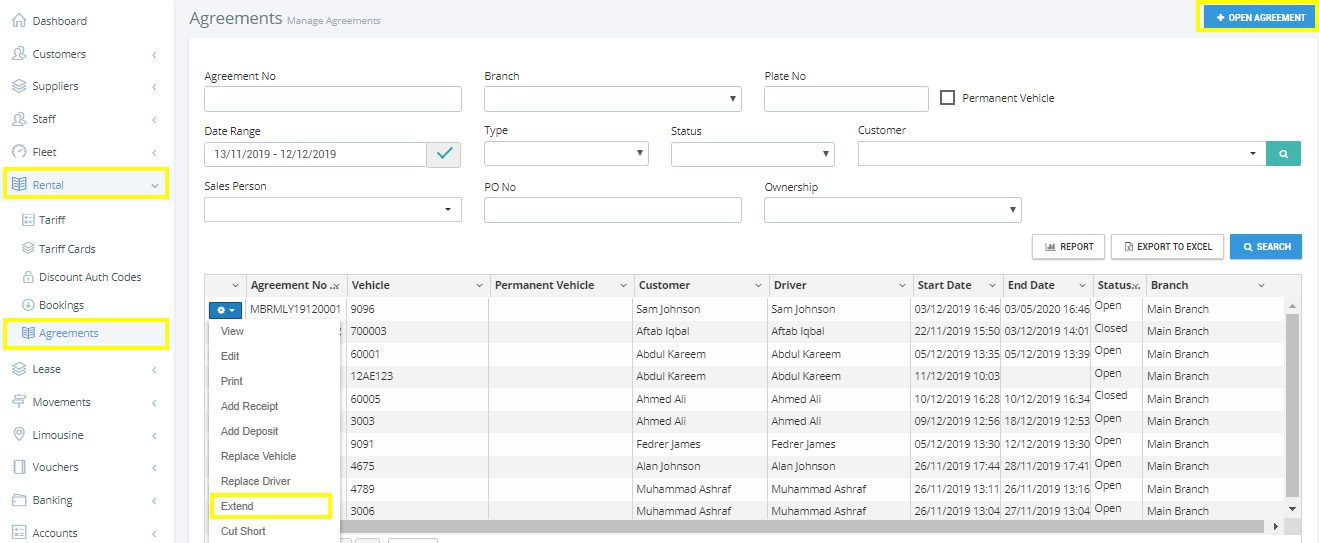 Dashboard
Customers
Suppliers
Staff
Fleet
Rental
Tariff
Tariff Cards
Discount Auth Codes
Bookings
Agreements
Lease
Movements
Limousine
Vouchers
Banking
Accounts
Agreements Manage Agreements
OPEN AGREEMENT
Agreement No Branch Plate No
Permanent Vehicle
Date Range Type Status Customer
13/11/2019 - 12/12/2019
Sales Person PO No Ownership
REPORT EXPORT TO EXCEL SEARCH
Agreement No ... Vehicle Permanent Vehicle Customer Driver Start Date End Date Status... Branch
MBRMLY19120001 9096 Sam Johnson Sam Johnson 03/12/2019 16:46 03/05/2020 16:46 Open Main Branch
700003 Aftab Iqbal Aftab Iqbal 22/11/2019 15:50 03/12/2019 14:01 Closed Main Branch
60001 Abdul Kareem Abdul Kareem 05/12/2019 13:35 05/12/2019 13:39 Open Main Branch
12AE123 Abdul Kareem Abdul Kareem 11/12/2019 10:03 Open Main Branch
60005 Ahmed Ali Ahmed Ali 10/12/2019 16:28 10/12/2019 16:34 Closed Main Branch
3003 Ahmed Ali Ahmed Ali 09/12/2019 12:56 18/12/2019 12:53 Open Main Branch
9091 Fedrer James Fedrer James 05/12/2019 13:30 12/12/2019 13:30 Open Main Branch
4675 Alan Johnson Alan Johnson 26/11/2019 17:44 28/11/2019 17:41 Open Main Branch
4789 Muhammad Ashraf Muhammad Ashraf 26/11/2019 13:11 26/11/2019 13:16 Open Main Branch
3006 Muhammad Ashraf Muhammad Ashraf 26/11/2019 13:04 27/11/2019 13:04 Open Main Branch
View
Edit
Print
Add Receipt
Add Deposit
Replace Vehicle
Replace Driver
Extend
Cut Short